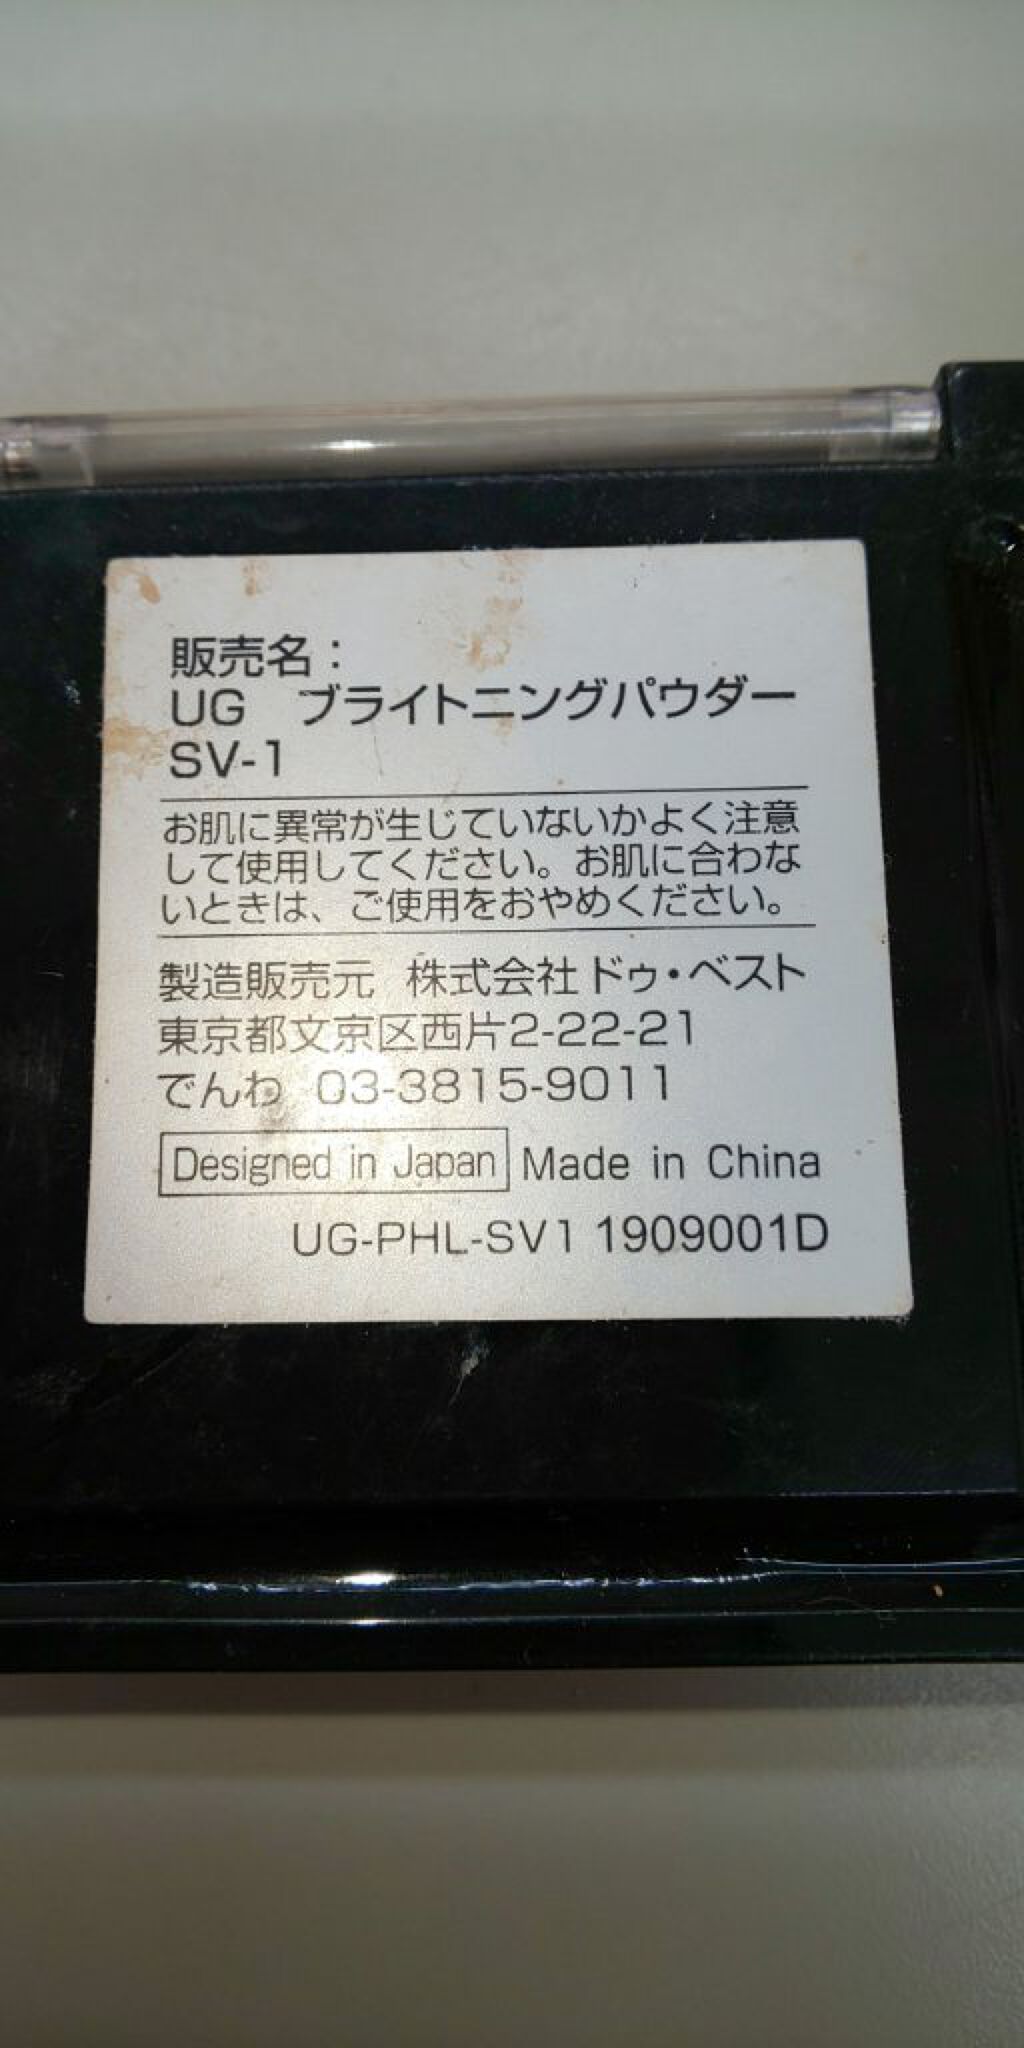 販売名：
UG　ブライトニングパウダー
SV-1
お肌に異常が生じていないかよく注意
して使用してください。お肌に合わな
いときは、ご使用をおやめください。
製造販売元　株式会社ドゥ・ベスト
東京都文京区西片2-22-21
でんわ　03-3815-9011
Designed in Japan Made in China
UG-PHL-SV1 1909001D